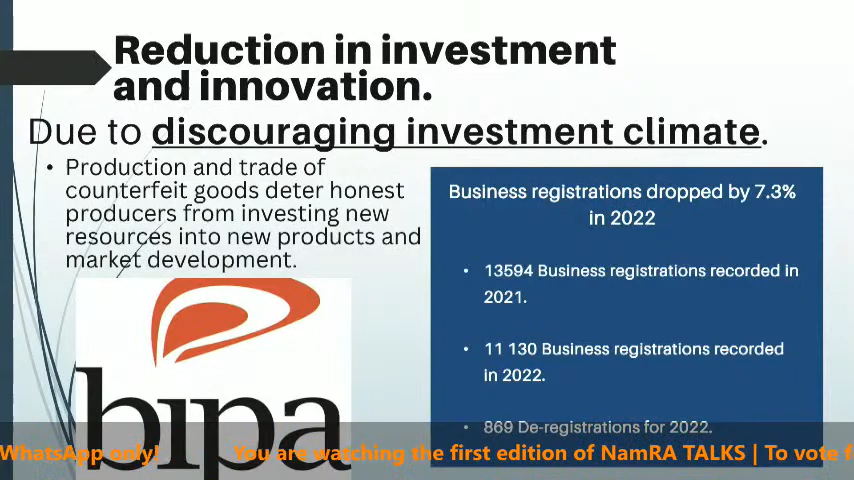 Reduction in investment
and innovation.
Due to discouraging investment climate.
• Production and trade of
counterfeit goods deter honest
producers from investing new
resources into new products and
market development.
bipa
Business registrations dropped by 7.3%
in 2022
• 13594 Business registrations recorded in
2021.
• 11 130 Business registrations recorded
in 2022.
• 869 De-registrations for 2022.
WhatsApp only! You are watching the first edition of NamRA TALKS | To vote f